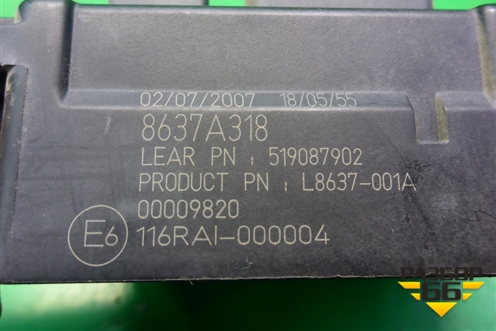 02/07/2007 18/05/55
8637A318
LEAR PN : 519087902
PRODUCT PN : L8637-001A
00009820
E6 116RAI-000004
РАЗБОР
66